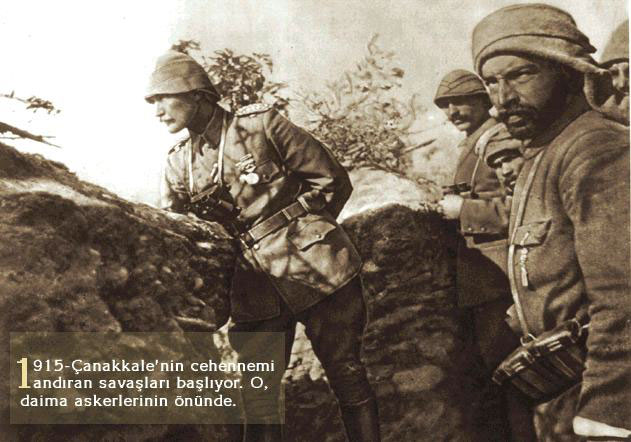 1915-Çanakkale'nin cehennemi
andıran savaşları başlıyor. O,
daima askerlerinin önünde.